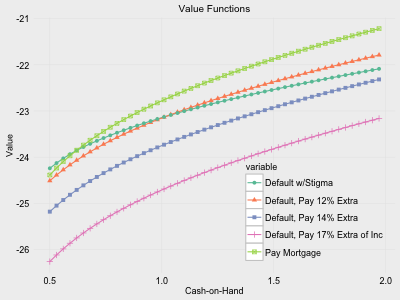 Value Functions
-21
-22
-23
-24
-25
-26
Value
0.5
1.0
1.5
2.0
Cash-on-Hand
variable
Default w/Stigma
Default, Pay 12% Extra
Default, Pay 14% Extra
Default, Pay 17% Extra of Inc
Pay Mortgage